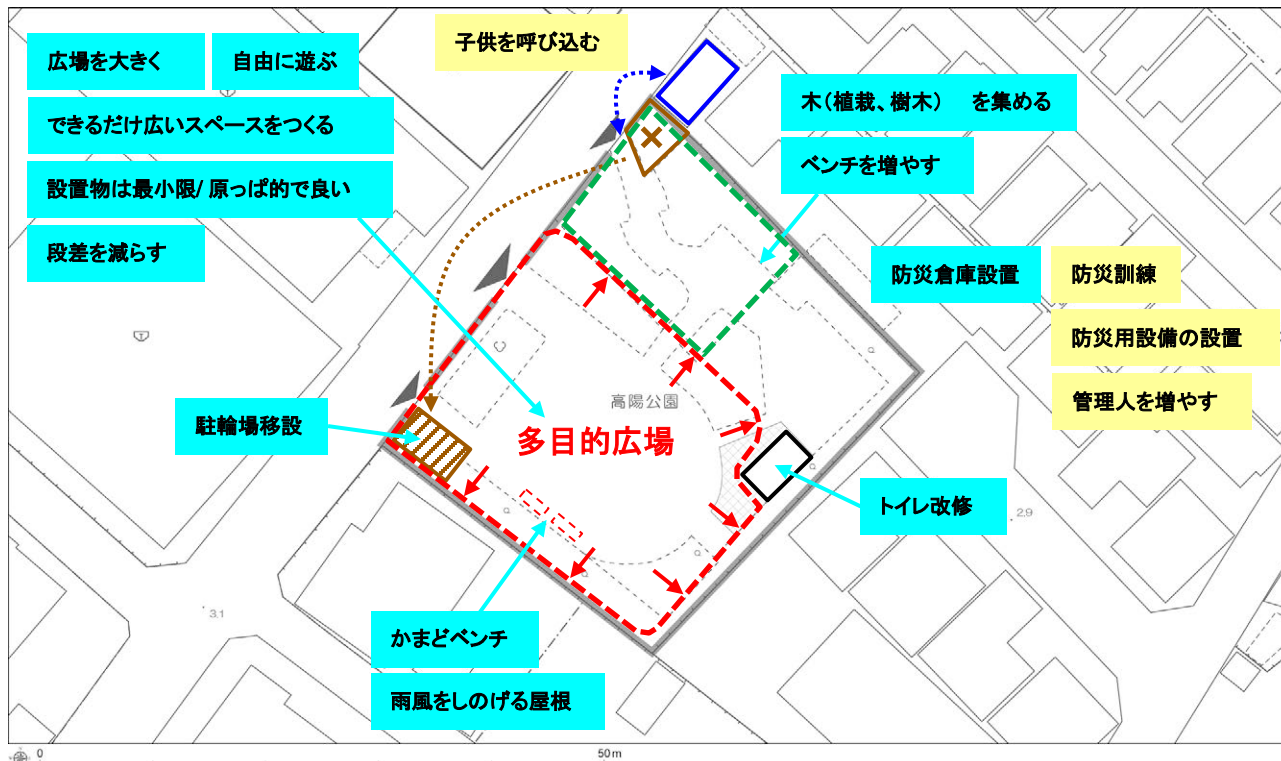 子供を呼び込む
広場を大きく
自由に遊ぶ
できるだけ広いスペースをつくる
設置物は最小限/原っぱ的で良い
段差を減らす
木(植栽、樹木) を集める
ベンチを増やす
防災倉庫設置
防災訓練
防災用設備の設置
管理人を増やす
高陽公園
多目的広場
駐輪場移設
トイレ改修
2.9
3.1
かまどベンチ
雨風をしのげる屋根
0
50m